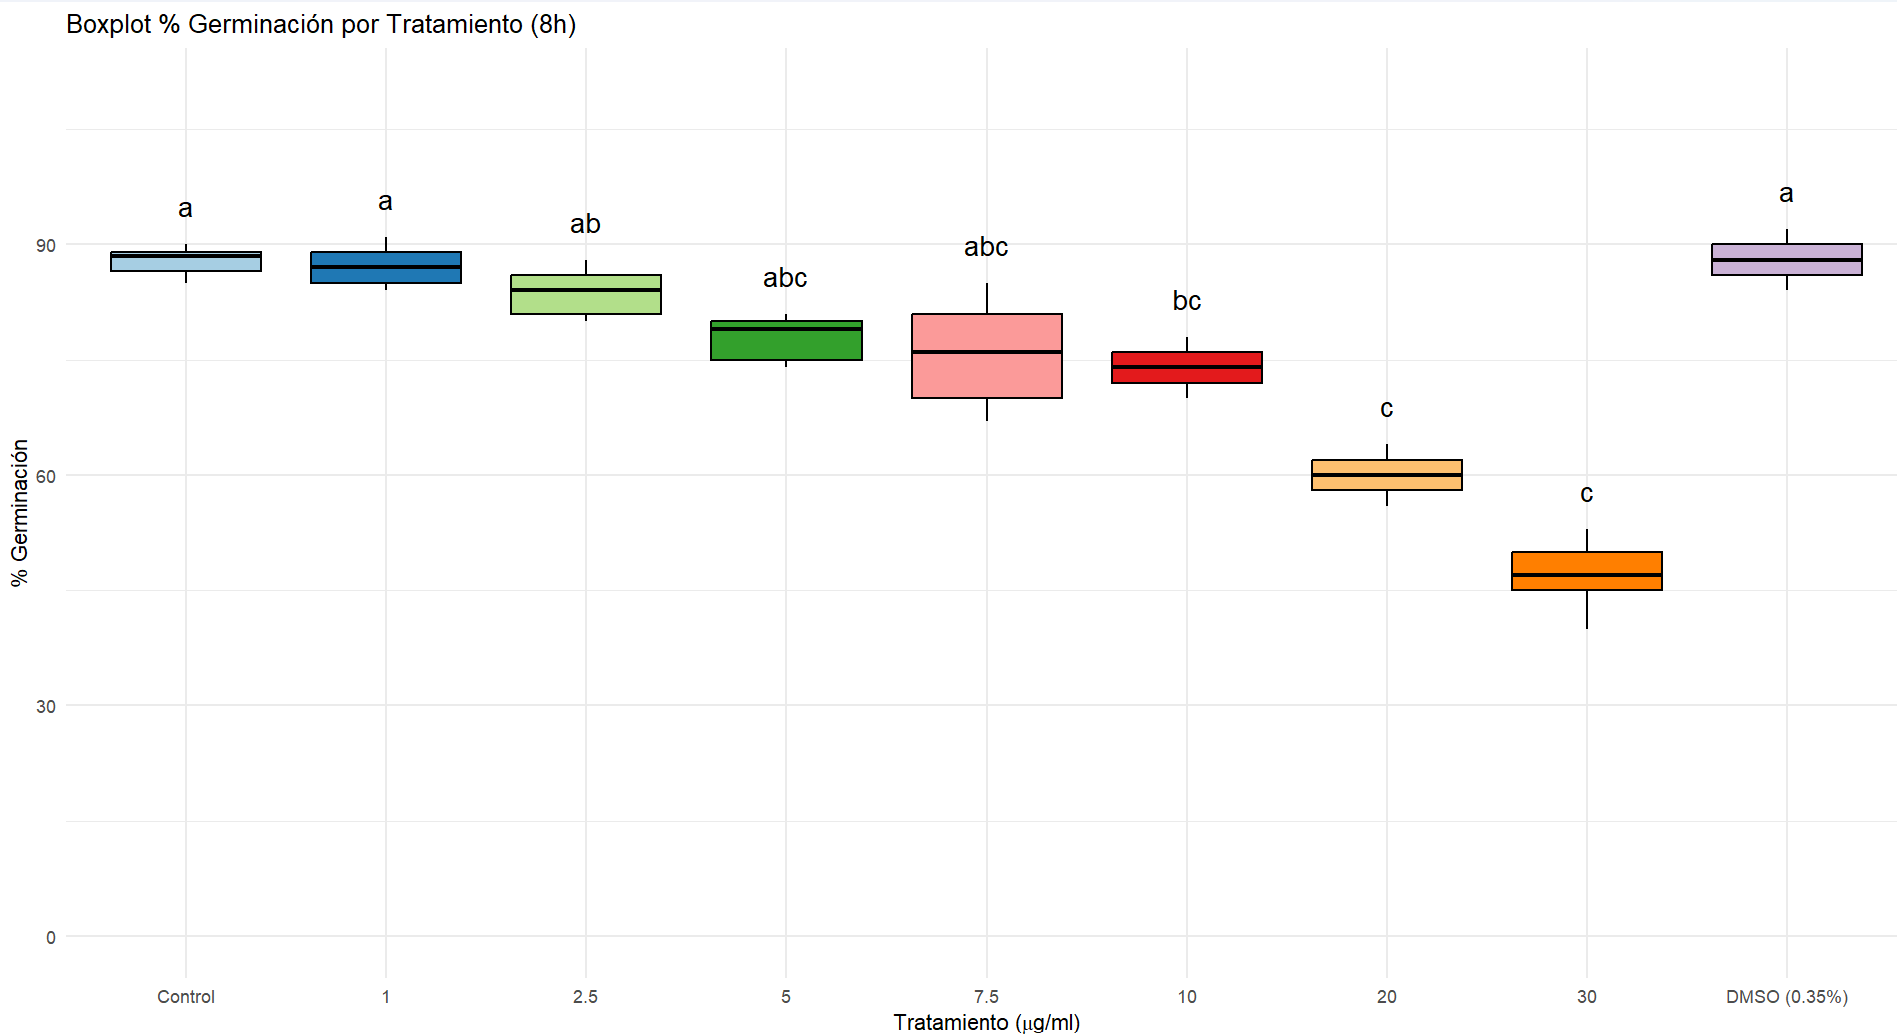 Boxplot % Germinación por Tratamiento (8h)
a
a
ab
abc
abc
bc
c
c
a
% Germinación
90
60
30
0
Control
1
2.5
5
7.5
10
20
30
DMSO (0.35%)
Tratamiento (μg/ml)